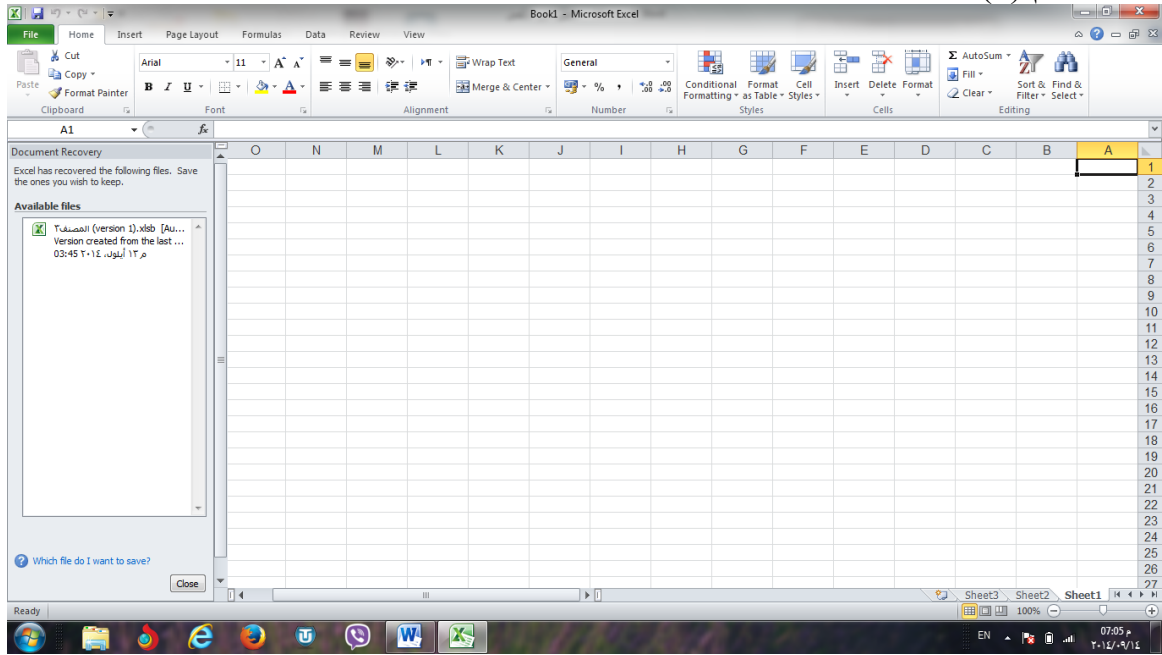 Book1 - Microsoft Excel
File Home Insert Page Layout Formulas Data Review View
Cut
Copy
Format Painter
Paste
Clipboard
Arial 11 A A
B I U A
Font
Wrap Text
Merge & Center
Alignment
General
% , .0 .00 .00 .0
Number
Conditional Formatting
Format as Table
Cell Styles
Styles
Insert Delete Format
Cells
Σ AutoSum
Fill
Clear
Sort & Filter
Find & Select
Editing
A1 fx
Document Recovery
Excel has recovered the following files. Save
the ones you wish to keep.
Available files
المصنف٢ (version 1).xlsb [Au...
Version created from the last ...
03:45 م ١٣ أيلول، ٢٠١٤
Which file do I want to save?
Close
O N M L K J I H G F E D C B A
1
2
3
4
5
6
7
8
9
10
11
12
13
14
15
16
17
18
19
20
21
22
23
24
25
26
27
Sheet3 Sheet2 Sheet1
Ready
100%
EN
07:05 م
٢٠١٤/٠٩/١٤